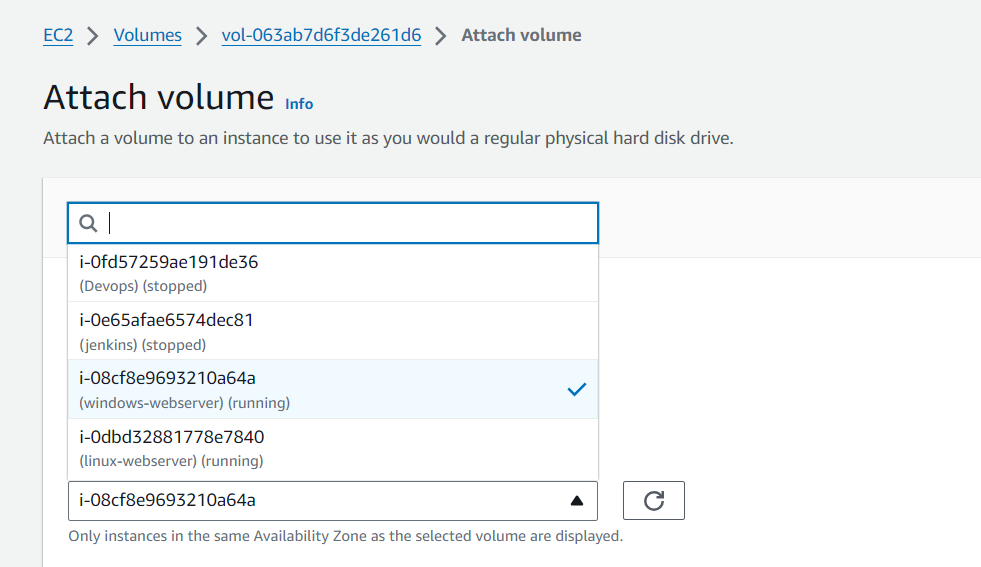 EC2 > Volumes > vol-063ab7d6f3de261d6 > Attach volume
Attach volume Info
Attach a volume to an instance to use it as you would a regular physical hard disk drive.
i-0fd57259ae191de36
(Devops) (stopped)
i-0e65afae6574dec81
(jenkins) (stopped)
i-08cf8e9693210a64a
(windows-webserver) (running)
i-0dbd32881778e7840
(linux-webserver) (running)
i-08cf8e9693210a64a
Only instances in the same Availability Zone as the selected volume are displayed.